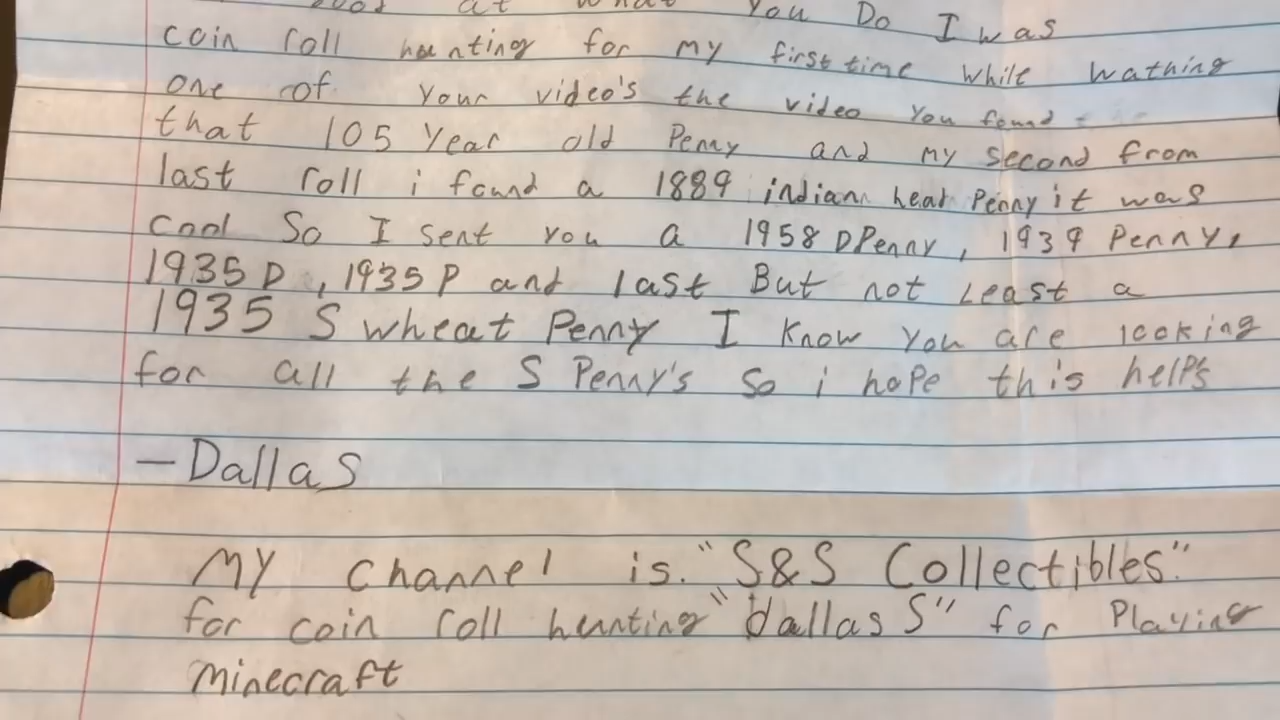 good at what you Do I was
coin roll hounting for my first time while wathing
one of your video's the video you found
that 105 Year old Penny and my second from
last roll i found a 1889 indian head Penny it was
cool So I sent you a 1958 D Penny, 1939 Penny,
1935 D, 1935 P and last But not Least a
1935 S wheat Penny I know you are looking
for all the S Penny's so i hope this helps
—Dallas
My channel is. "S&S Collectibles"
for coin roll hunting "dallas S" for Playing
Minecraft